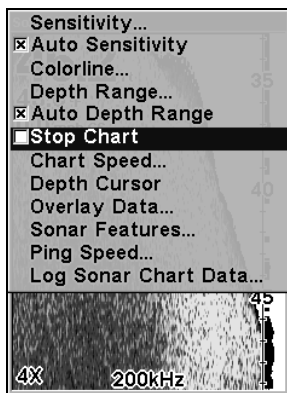 Sensitivity...
Auto Sensitivity
Colorline...
35
Depth Range...
Auto Depth Range
Stop Chart
Chart Speed...
Depth Cursor
40
Overlay Data...
Sonar Features...
Ping Speed...
Log Sonar Chart Data...
45
4X 200kHz